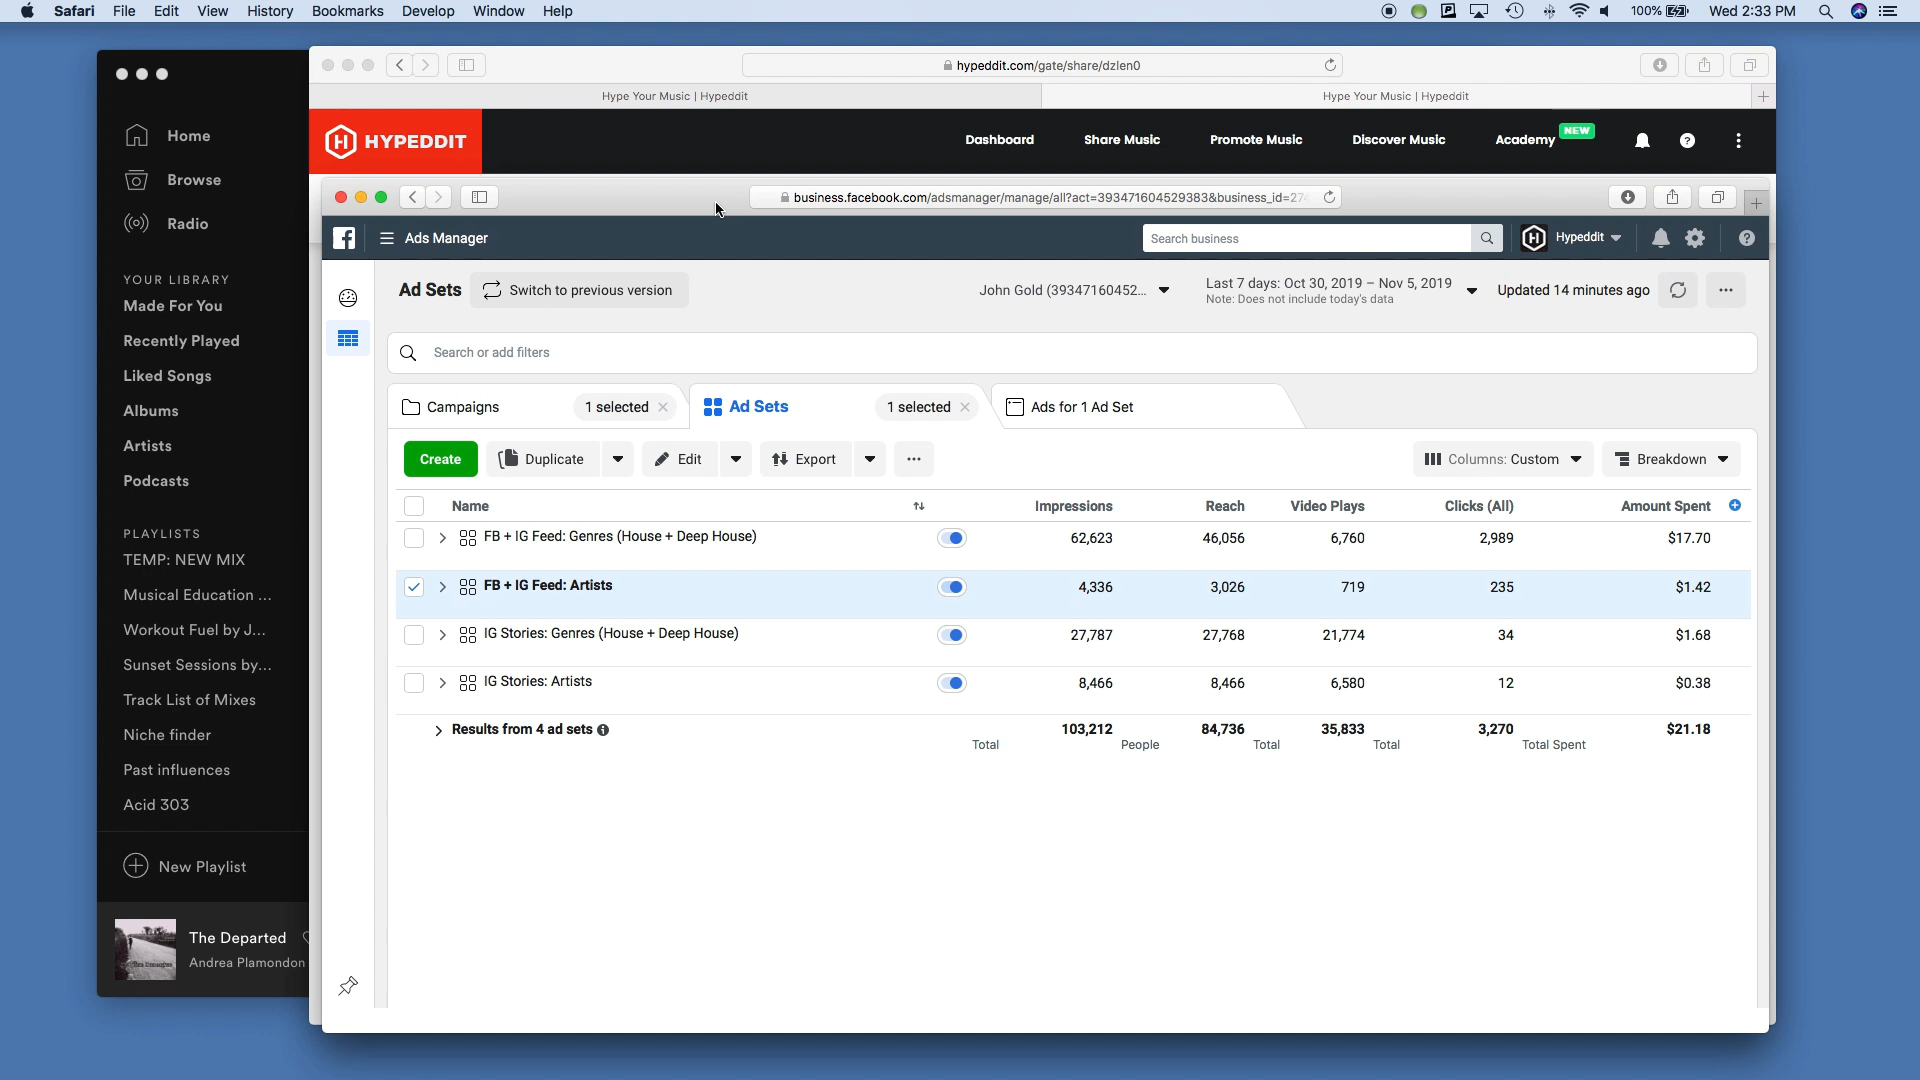 Safari File Edit View History Bookmarks Develop Window Help 100% Wed 2:33 PM
hypeddit.com/gate/share/dzlen0
Hype Your Music | Hypeddit Hype Your Music | Hypeddit
HYPEDDIT Dashboard Share Music Promote Music Discover Music Academy NEW
Home
Browse
Radio
YOUR LIBRARY
Made For You
Recently Played
Liked Songs
Albums
Artists
Podcasts
PLAYLISTS
TEMP: NEW MIX
Musical Education ...
Workout Fuel by J...
Sunset Sessions by...
Track List of Mixes
Niche finder
Past influences
Acid 303
New Playlist
The Departed
Andrea Plamondon
business.facebook.com/adsmanager/manage/all?act=393471604529383&business_id=27
Ads Manager Search business Hypeddit
Ad Sets Switch to previous version John Gold (39347160452... Last 7 days: Oct 30, 2019 – Nov 5, 2019 Updated 14 minutes ago
Note: Does not include today's data
Search or add filters
Campaigns 1 selected Ad Sets 1 selected Ads for 1 Ad Set
Create Duplicate Edit Export Columns: Custom Breakdown
Name Impressions Reach Video Plays Clicks (All) Amount Spent
FB + IG Feed: Genres (House + Deep House) 62,623 46,056 6,760 2,989 $17.70
FB + IG Feed: Artists 4,336 3,026 719 235 $1.42
IG Stories: Genres (House + Deep House) 27,787 27,768 21,774 34 $1.68
IG Stories: Artists 8,466 8,466 6,580 12 $0.38
Results from 4 ad sets 103,212 84,736 35,833 3,270 $21.18
Total People Total Total Total Spent